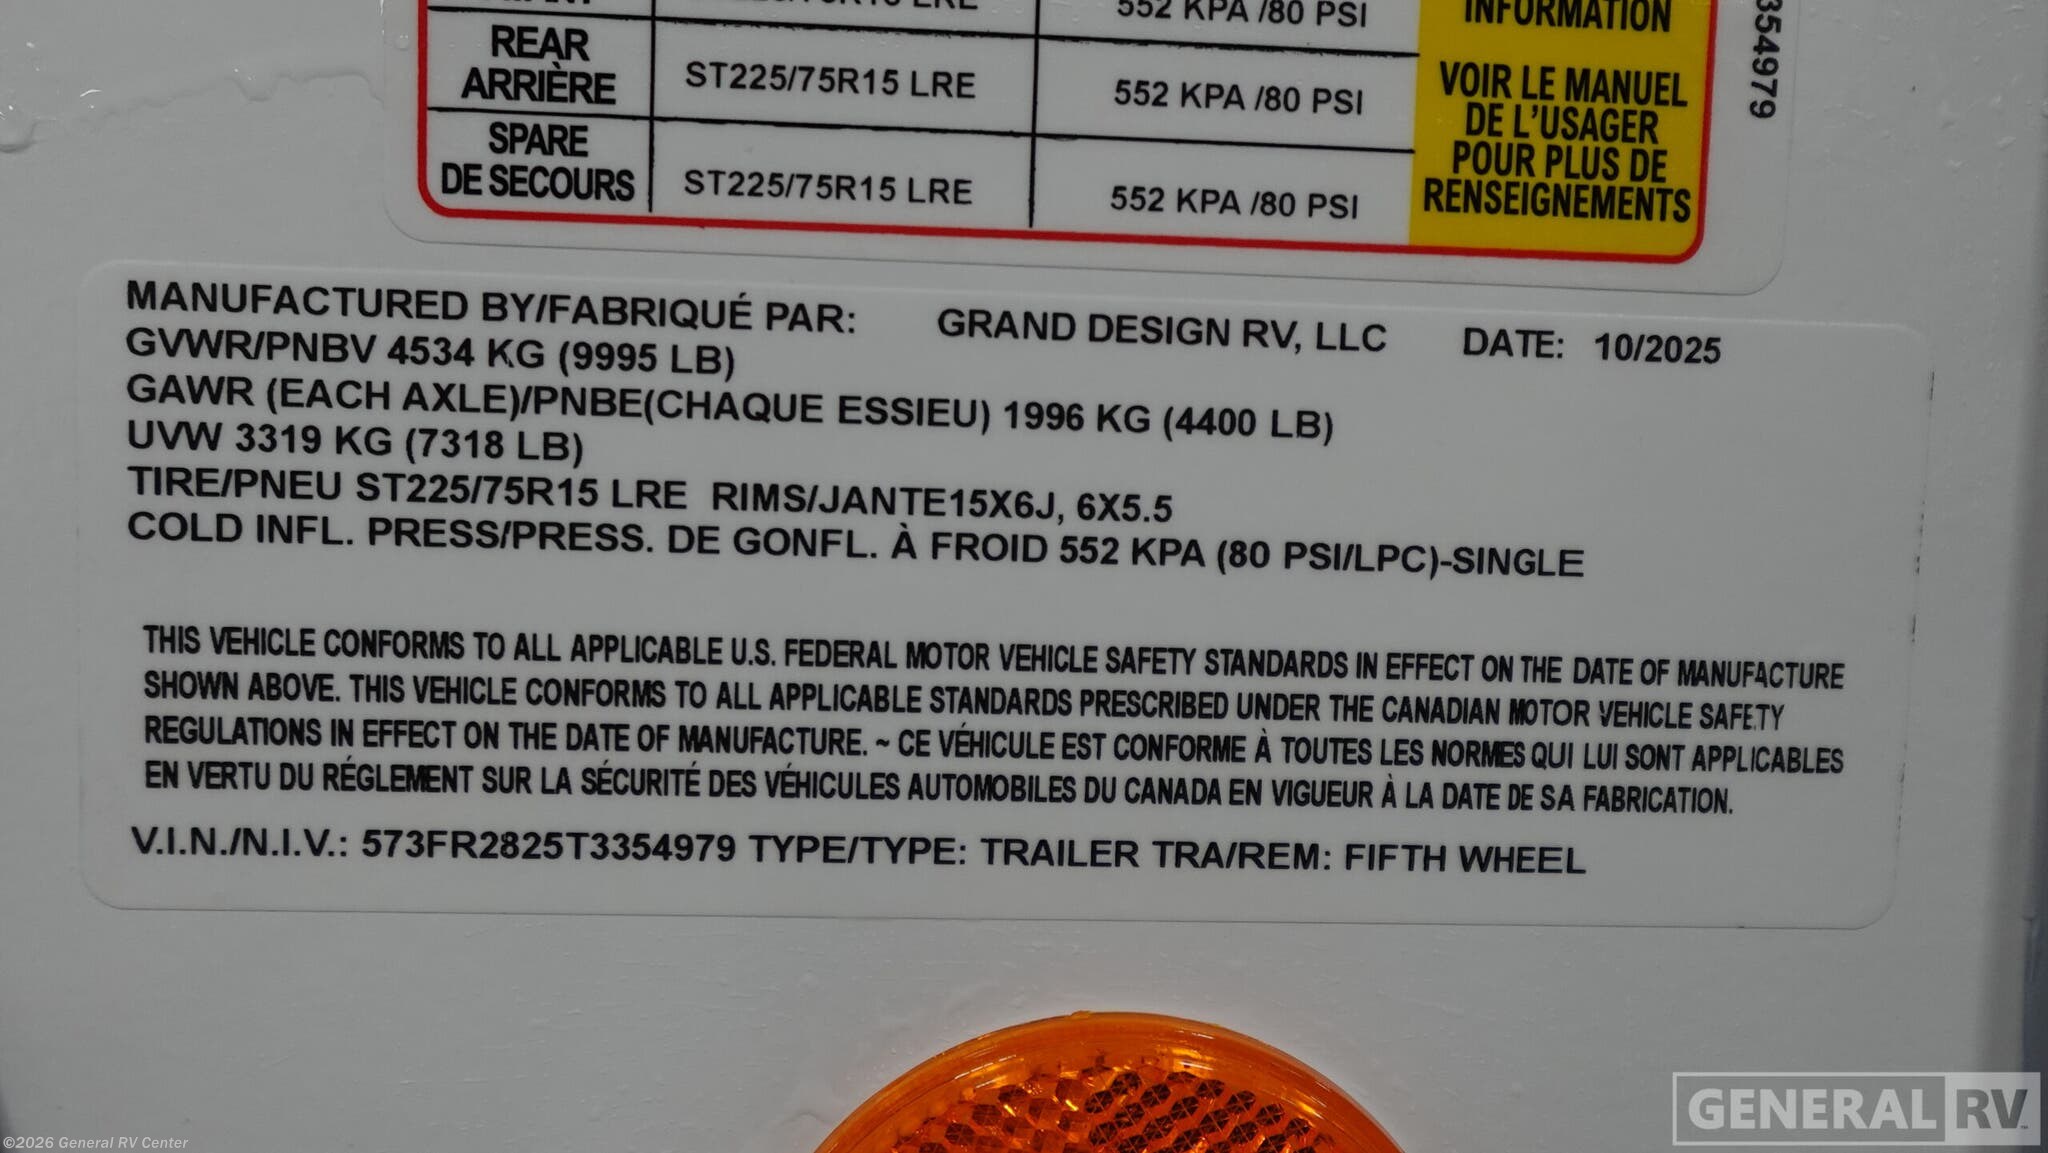 552 KPA /80 PSI
INFORMATION
REAR
ARRIÈRE
ST225/75R15 LRE
552 KPA /80 PSI
SPARE
DE SECOURS
ST225/75R15 LRE
552 KPA /80 PSI
VOIR LE MANUEL
DE L'USAGER
POUR PLUS DE
RENSEIGNEMENTS
354979
MANUFACTURED BY/FABRIQUÉ PAR: GRAND DESIGN RV, LLC DATE: 10/2025
GVWR/PNBV 4534 KG (9995 LB)
GAWR (EACH AXLE)/PNBE(CHAQUE ESSIEU) 1996 KG (4400 LB)
UVW 3319 KG (7318 LB)
TIRE/PNEU ST225/75R15 LRE RIMS/JANTE15X6J, 6X5.5
COLD INFL. PRESS/PRESS. DE GONFL. À FROID 552 KPA (80 PSI/LPC)-SINGLE
THIS VEHICLE CONFORMS TO ALL APPLICABLE U.S. FEDERAL MOTOR VEHICLE SAFETY STANDARDS IN EFFECT ON THE DATE OF MANUFACTURE
SHOWN ABOVE. THIS VEHICLE CONFORMS TO ALL APPLICABLE STANDARDS PRESCRIBED UNDER THE CANADIAN MOTOR VEHICLE SAFETY
REGULATIONS IN EFFECT ON THE DATE OF MANUFACTURE. ~ CE VÉHICULE EST CONFORME À TOUTES LES NORMES QUI LUI SONT APPLICABLES
EN VERTU DU RÉGLEMENT SUR LA SÉCURITÉ DES VÉHICULES AUTOMOBILES DU CANADA EN VIGUEUR À LA DATE DE SA FABRICATION.
V.I.N./N.I.V.: 573FR2825T3354979 TYPE/TYPE: TRAILER TRA/REM: FIFTH WHEEL
GENERAL RV
©2026 General RV Center